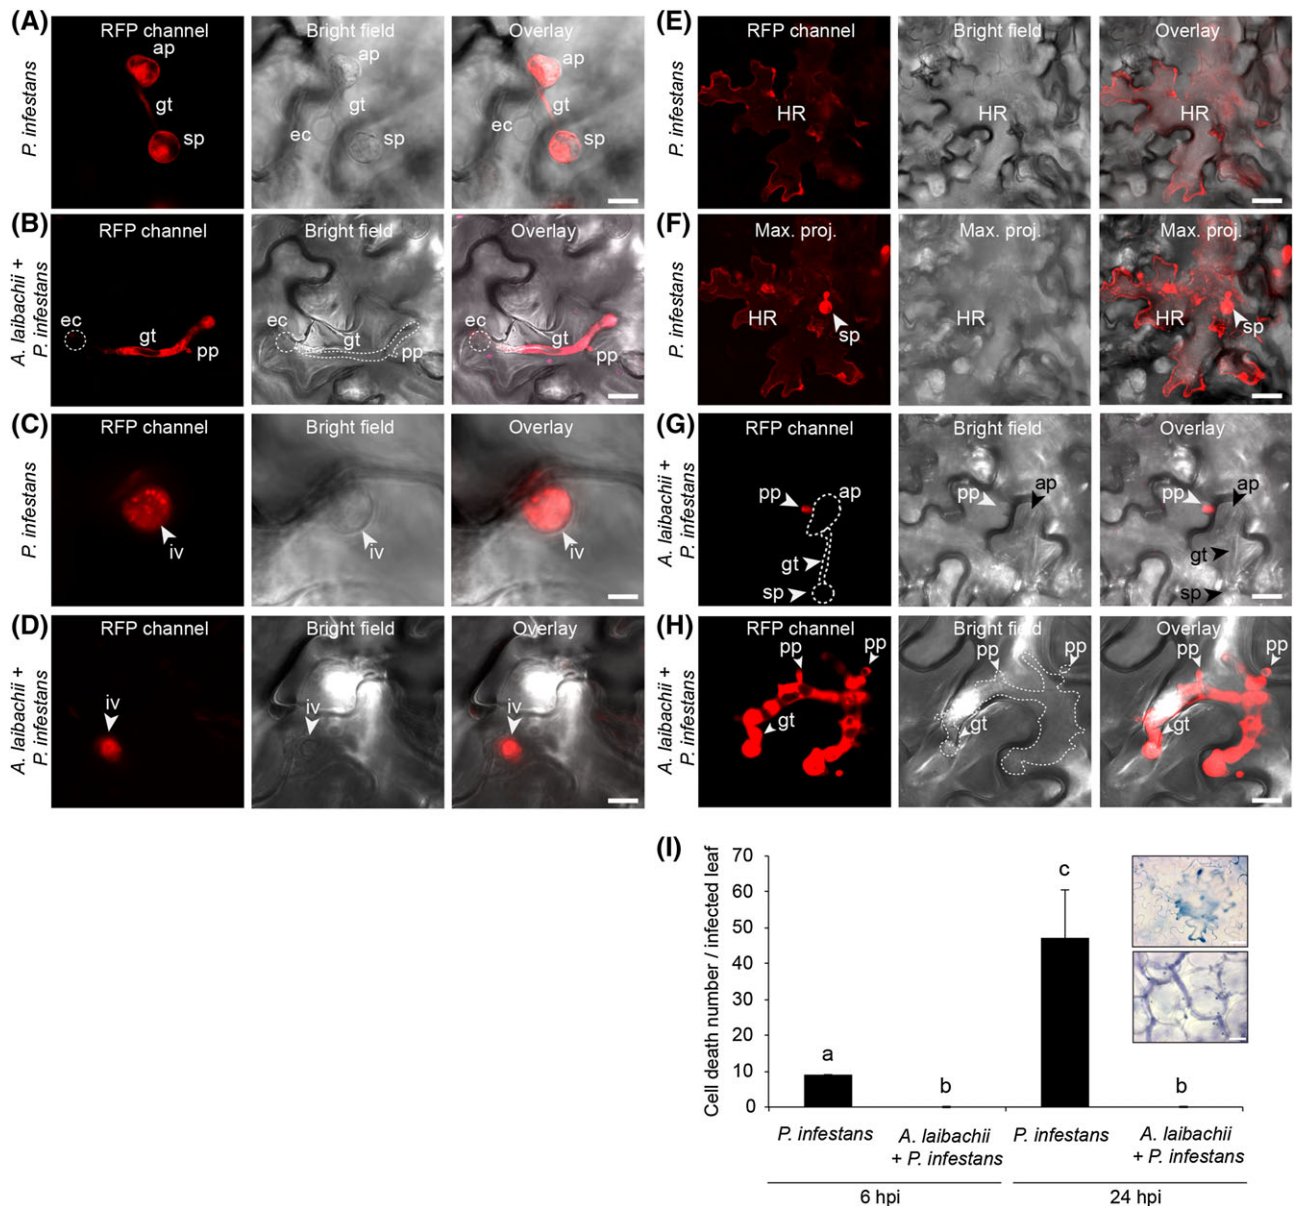 (A)
P. infestans
RFP channel
ap
gt
sp
Bright field
ap
gt
ec
sp
Overlay
ap
gt
ec
sp
(B)
A. laibachii +
P. infestans
RFP channel
ec
gt
pp
Bright field
ec
gt
pp
Overlay
ec
gt
pp
(C)
P. infestans
RFP channel
iv
Bright field
iv
Overlay
iv
(D)
A. laibachii +
P. infestans
RFP channel
iv
Bright field
iv
Overlay
iv
(E)
P. infestans
RFP channel
HR
Bright field
HR
Overlay
HR
(F)
P. infestans
Max. proj.
HR
sp
Max. proj.
HR
Max. proj.
HR
sp
(G)
A. laibachii +
P. infestans
RFP channel
pp
ap
gt
sp
Bright field
pp
ap
Overlay
pp
ap
gt
sp
(H)
A. laibachii +
P. infestans
RFP channel
pp
pp
gt
Bright field
pp
pp
gt
Overlay
pp
pp
gt
(I)
Cell death number / infected leaf
70
60
50
40
30
20
10
0
a
b
c
b
P. infestans
A. laibachii
+ P. infestans
P. infestans
A. laibachii
+ P. infestans
6 hpi
24 hpi